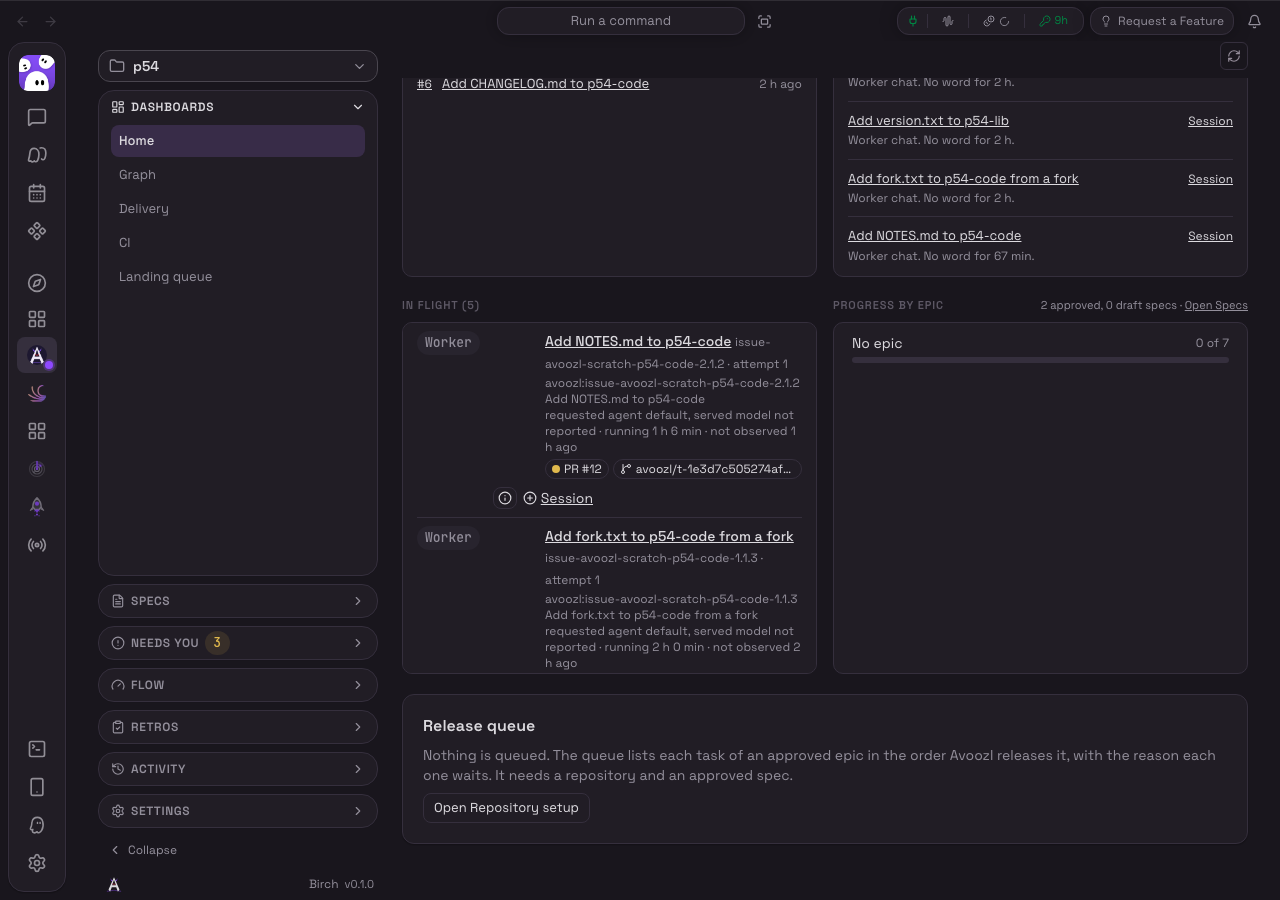 Run a command
9h
Request a Feature
p54
DASHBOARDS
Home
Graph
Delivery
CI
Landing queue
SPECS
NEEDS YOU 3
FLOW
RETROS
ACTIVITY
SETTINGS
Collapse
A Birch v0.1.0
#6 Add CHANGELOG.md to p54-code 2 h ago
Worker chat. No word for 2 h.
Add version.txt to p54-lib Session
Worker chat. No word for 2 h.
Add fork.txt to p54-code from a fork Session
Worker chat. No word for 2 h.
Add NOTES.md to p54-code Session
Worker chat. No word for 67 min.
IN FLIGHT (5)
Worker Add NOTES.md to p54-code issue-
avoozl-scratch-p54-code-2.1.2 · attempt 1
avoozl:issue-avoozl-scratch-p54-code-2.1.2
Add NOTES.md to p54-code
requested agent default, served model not
reported · running 1 h 6 min · not observed 1
h ago
PR #12 avoozl/t-1e3d7c505274af...
Session
Worker Add fork.txt to p54-code from a fork
issue-avoozl-scratch-p54-code-1.1.3 ·
attempt 1
avoozl:issue-avoozl-scratch-p54-code-1.1.3
Add fork.txt to p54-code from a fork
requested agent default, served model not
reported · running 2 h 0 min · not observed 2
h ago
PROGRESS BY EPIC 2 approved, 0 draft specs · Open Specs
No epic 0 of 7
Release queue
Nothing is queued. The queue lists each task of an approved epic in the order Avoozl releases it, with the reason each
one waits. It needs a repository and an approved spec.
Open Repository setup